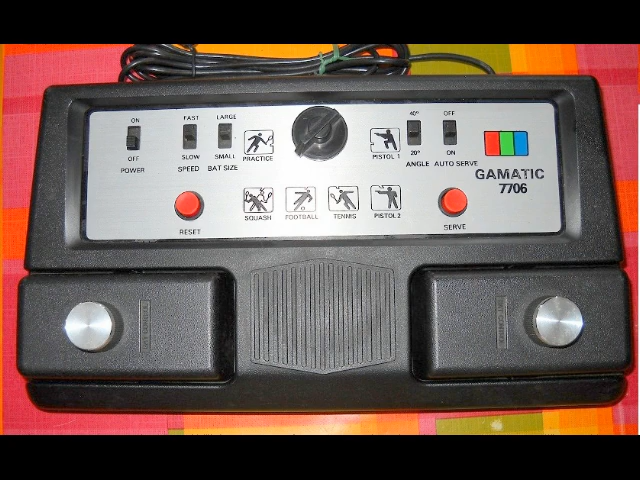 ON
OFF
POWER
FAST
SLOW
SPEED
LARGE
SMALL
BAT SIZE
PRACTICE
PISTOL 1
40°
20°
ANGLE
OFF
ON
AUTO SERVE
GAMATIC
7706
RESET
SQUASH
FOOTBALL
TENNIS
PISTOL 2
SERVE